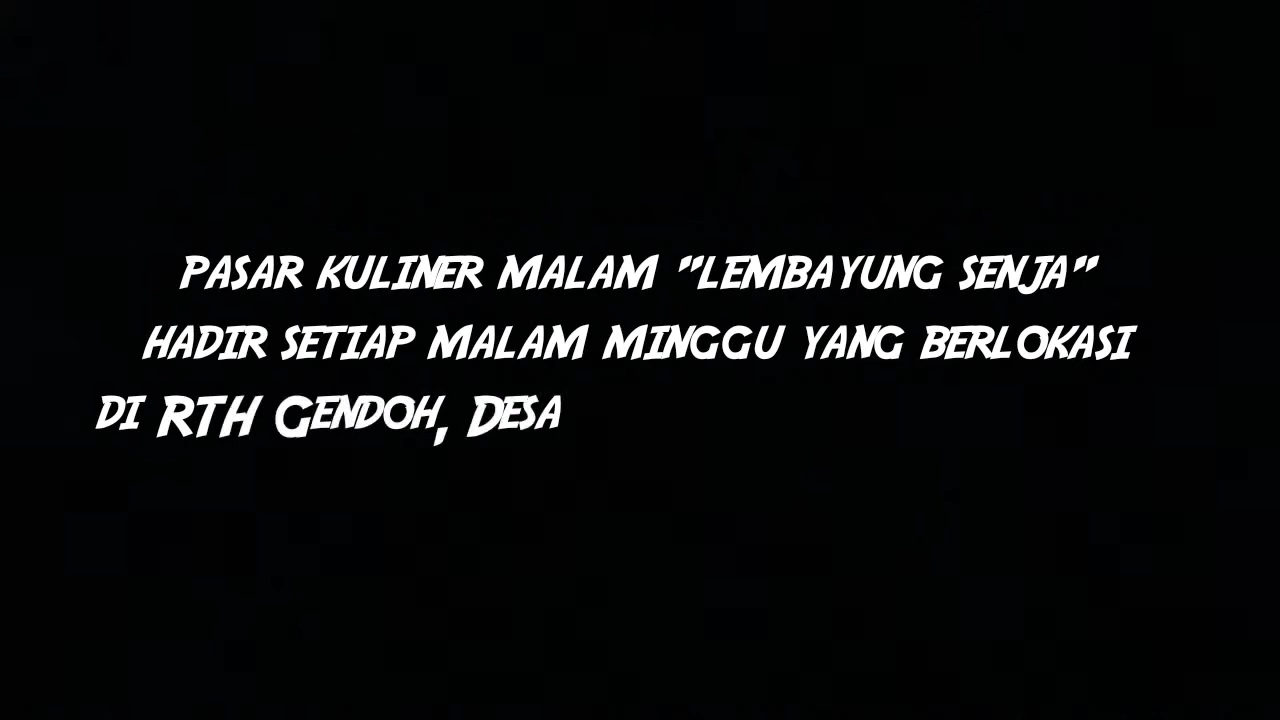 PASAR KULINER MALAM "LEMBAYUNG SENJA"
HADIR SETIAP MALAM MINGGU YANG BERLOKASI
DI RTH GENDOH, DESA